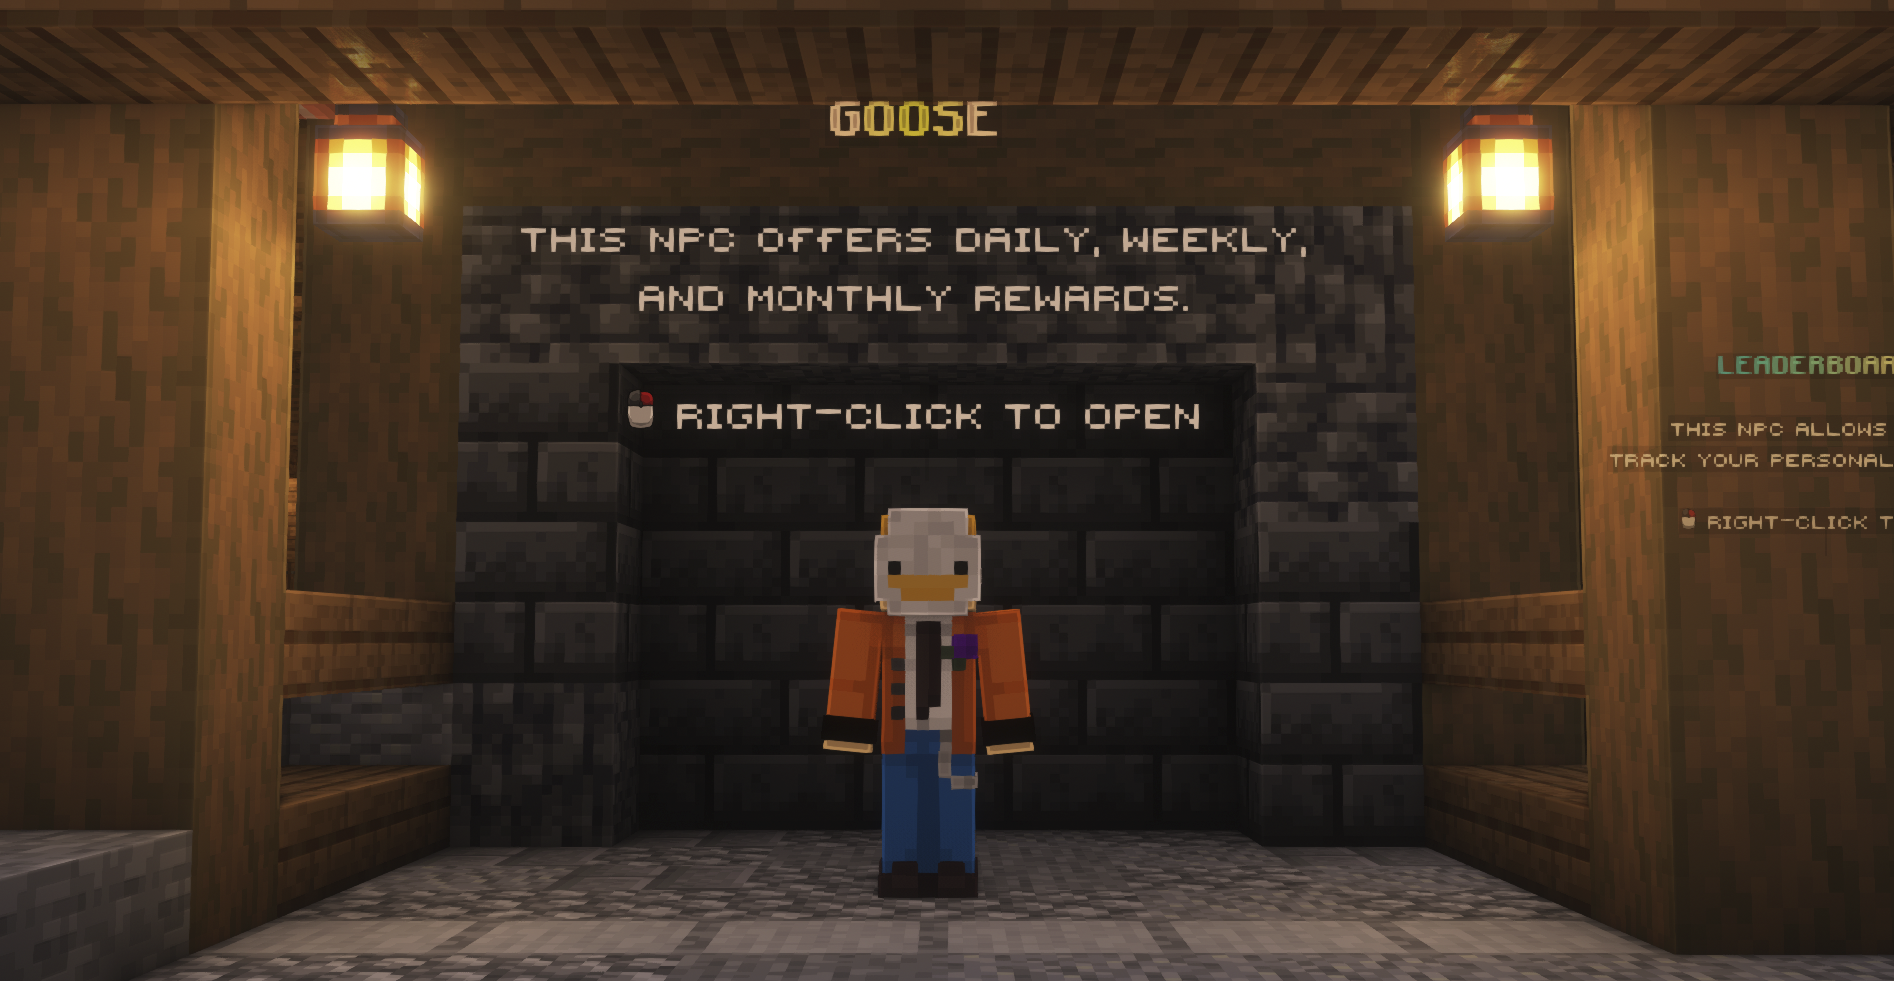 GOOSE
THIS NPC OFFERS DAILY, WEEKLY,
AND MONTHLY REWARDS.
RIGHT-CLICK TO OPEN
THIS NPC ALLOWS
TRACK YOUR PERSONAL
RIGHT-CLICK